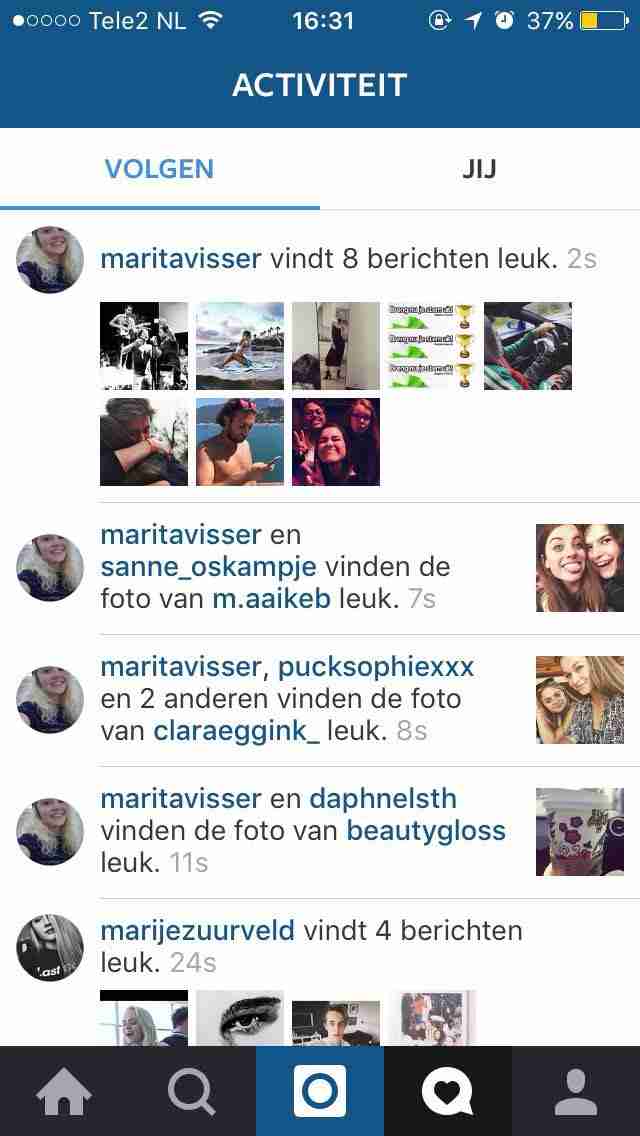 Tele2 NL 16:31 37%
ACTIVITEIT
VOLGEN JIJ
maritavisser vindt 8 berichten leuk. 2s
maritavisser en
sanne_oskampje vinden de
foto van m.aaikeb leuk. 7s
maritavisser, pucksophiexxx
en 2 anderen vinden de foto
van claraeggink_ leuk. 8s
maritavisser en daphnelsth
vinden de foto van beautygloss
leuk. 11s
marijezuurveld vindt 4 berichten
leuk. 24s